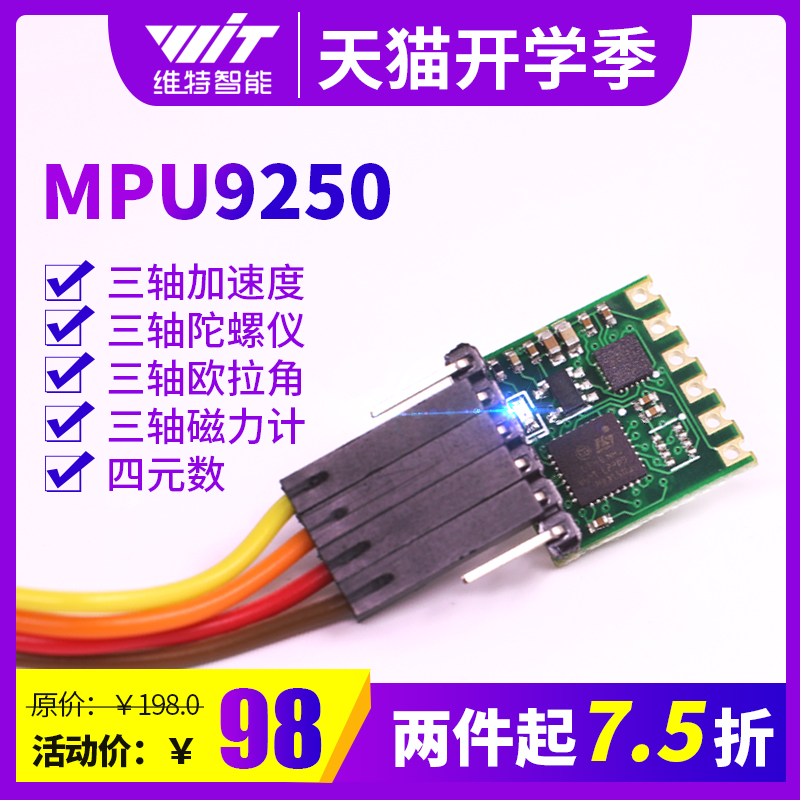 WIT
维特智能
天猫开学季
MPU9250
三轴加速度
三轴陀螺仪
三轴欧拉角
三轴磁力计
四元数
原价：￥198.0
活动价：￥98
两件起7.5折